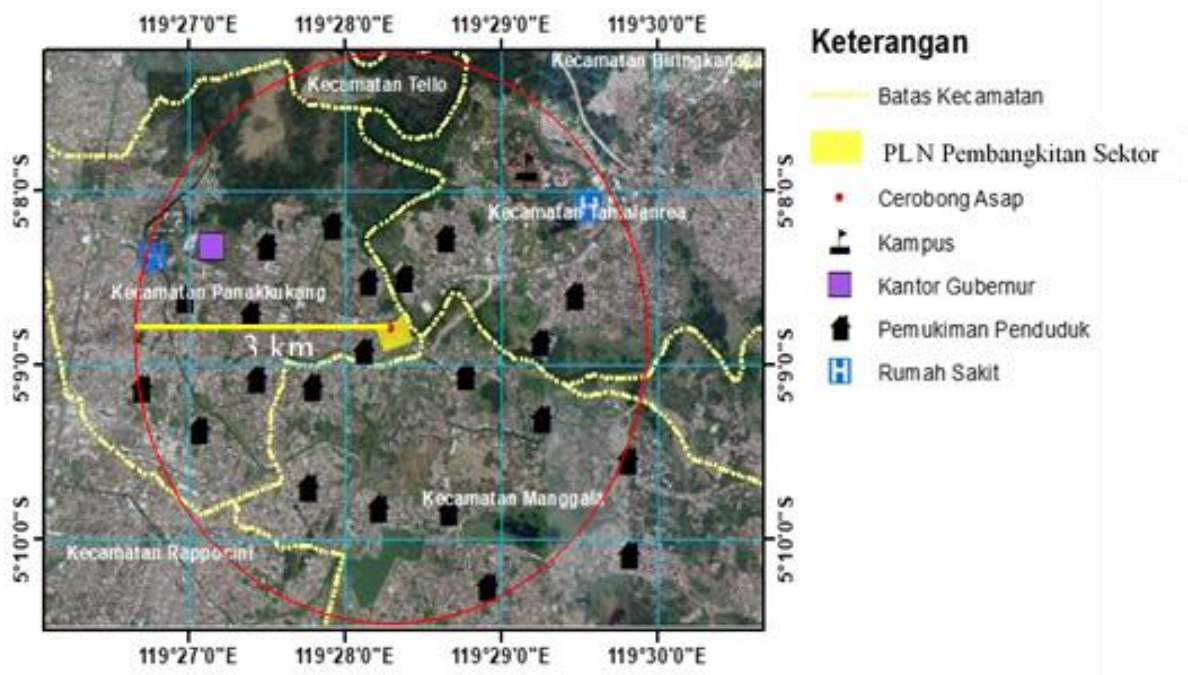 119°27'0"E 119°28'0"E 119°29'0"E 119°30'0"E
Keterangan
Batas Kecamatan
PLN Pembangkitan Sektor
Cerobong Asap
Kampus
Kantor Gubernur
Pemukiman Penduduk
H Rumah Sakit
Kecamatan Biringkanaya
Kecamatan Tello
5°8'0"S 5°8'0"S
H
Kecamatan Tamalanrea
H
Kecamatan Panakkukang
3 km
5°9'0"S 5°9'0"S
Kecamatan Manggala
5°10'0"S 5°10'0"S
Kecamatan Rappocini
119°27'0"E 119°28'0"E 119°29'0"E 119°30'0"E